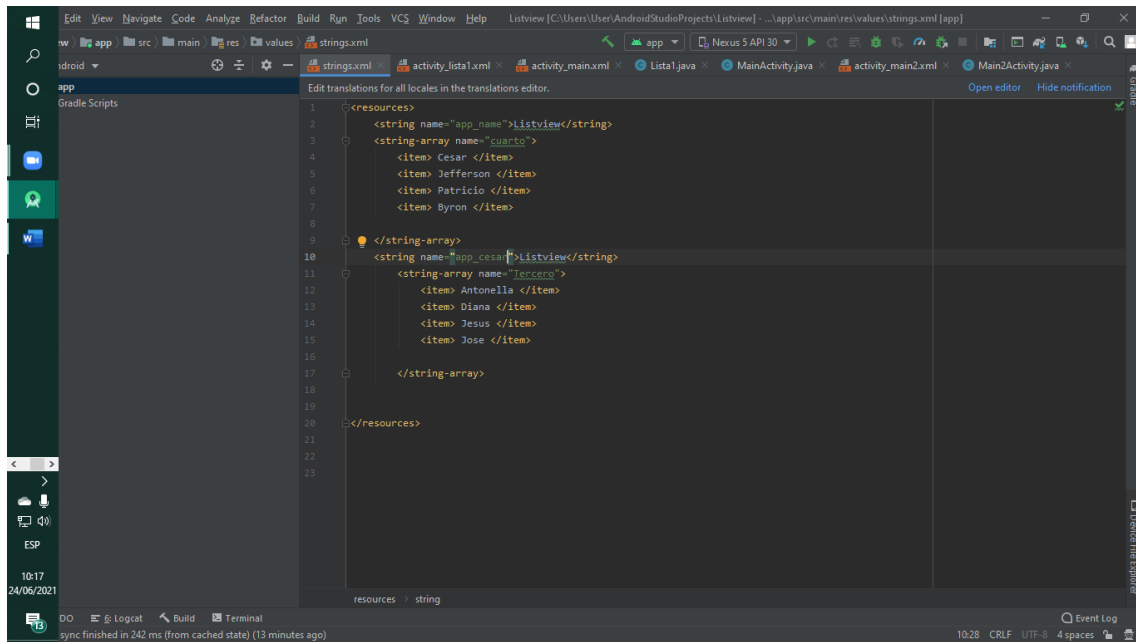 Edit View Navigate Code Analyze Refactor Build Run Tools VCS Window Help Listview [C:\Users\User\AndroidStudioProjects\Listview] - ...\app\src\main\res\values\strings.xml [app]
app src main res values strings.xml app Nexus 5 API 30
strings.xml activity_lista1.xml activity_main.xml Lista1.java MainActivity.java activity_main2.xml Main2Activity.java
app
Gradle Scripts
Edit translations for all locales in the translations editor. Open editor Hide notification
Gradle
1 <resources>
2 <string name="app_name">Listview</string>
3 <string-array name="cuarto">
4 <item> Cesar </item>
5 <item> Jefferson </item>
6 <item> Patricio </item>
7 <item> Byron </item>
8
9 </string-array>
10 <string name="app_cesar">Listview</string>
11 <string-array name="Tercero">
12 <item> Antonella </item>
13 <item> Diana </item>
14 <item> Jesus </item>
15 <item> Jose </item>
16
17 </string-array>
18
19
20 </resources>
21
22
23
Device File Explorer
ESP
10:17
24/06/2021
13
resources > string
DO 6: Logcat Build Terminal Event Log
sync finished in 242 ms (from cached state) (13 minutes ago) 10:28 CRLF UTF-8 4 spaces